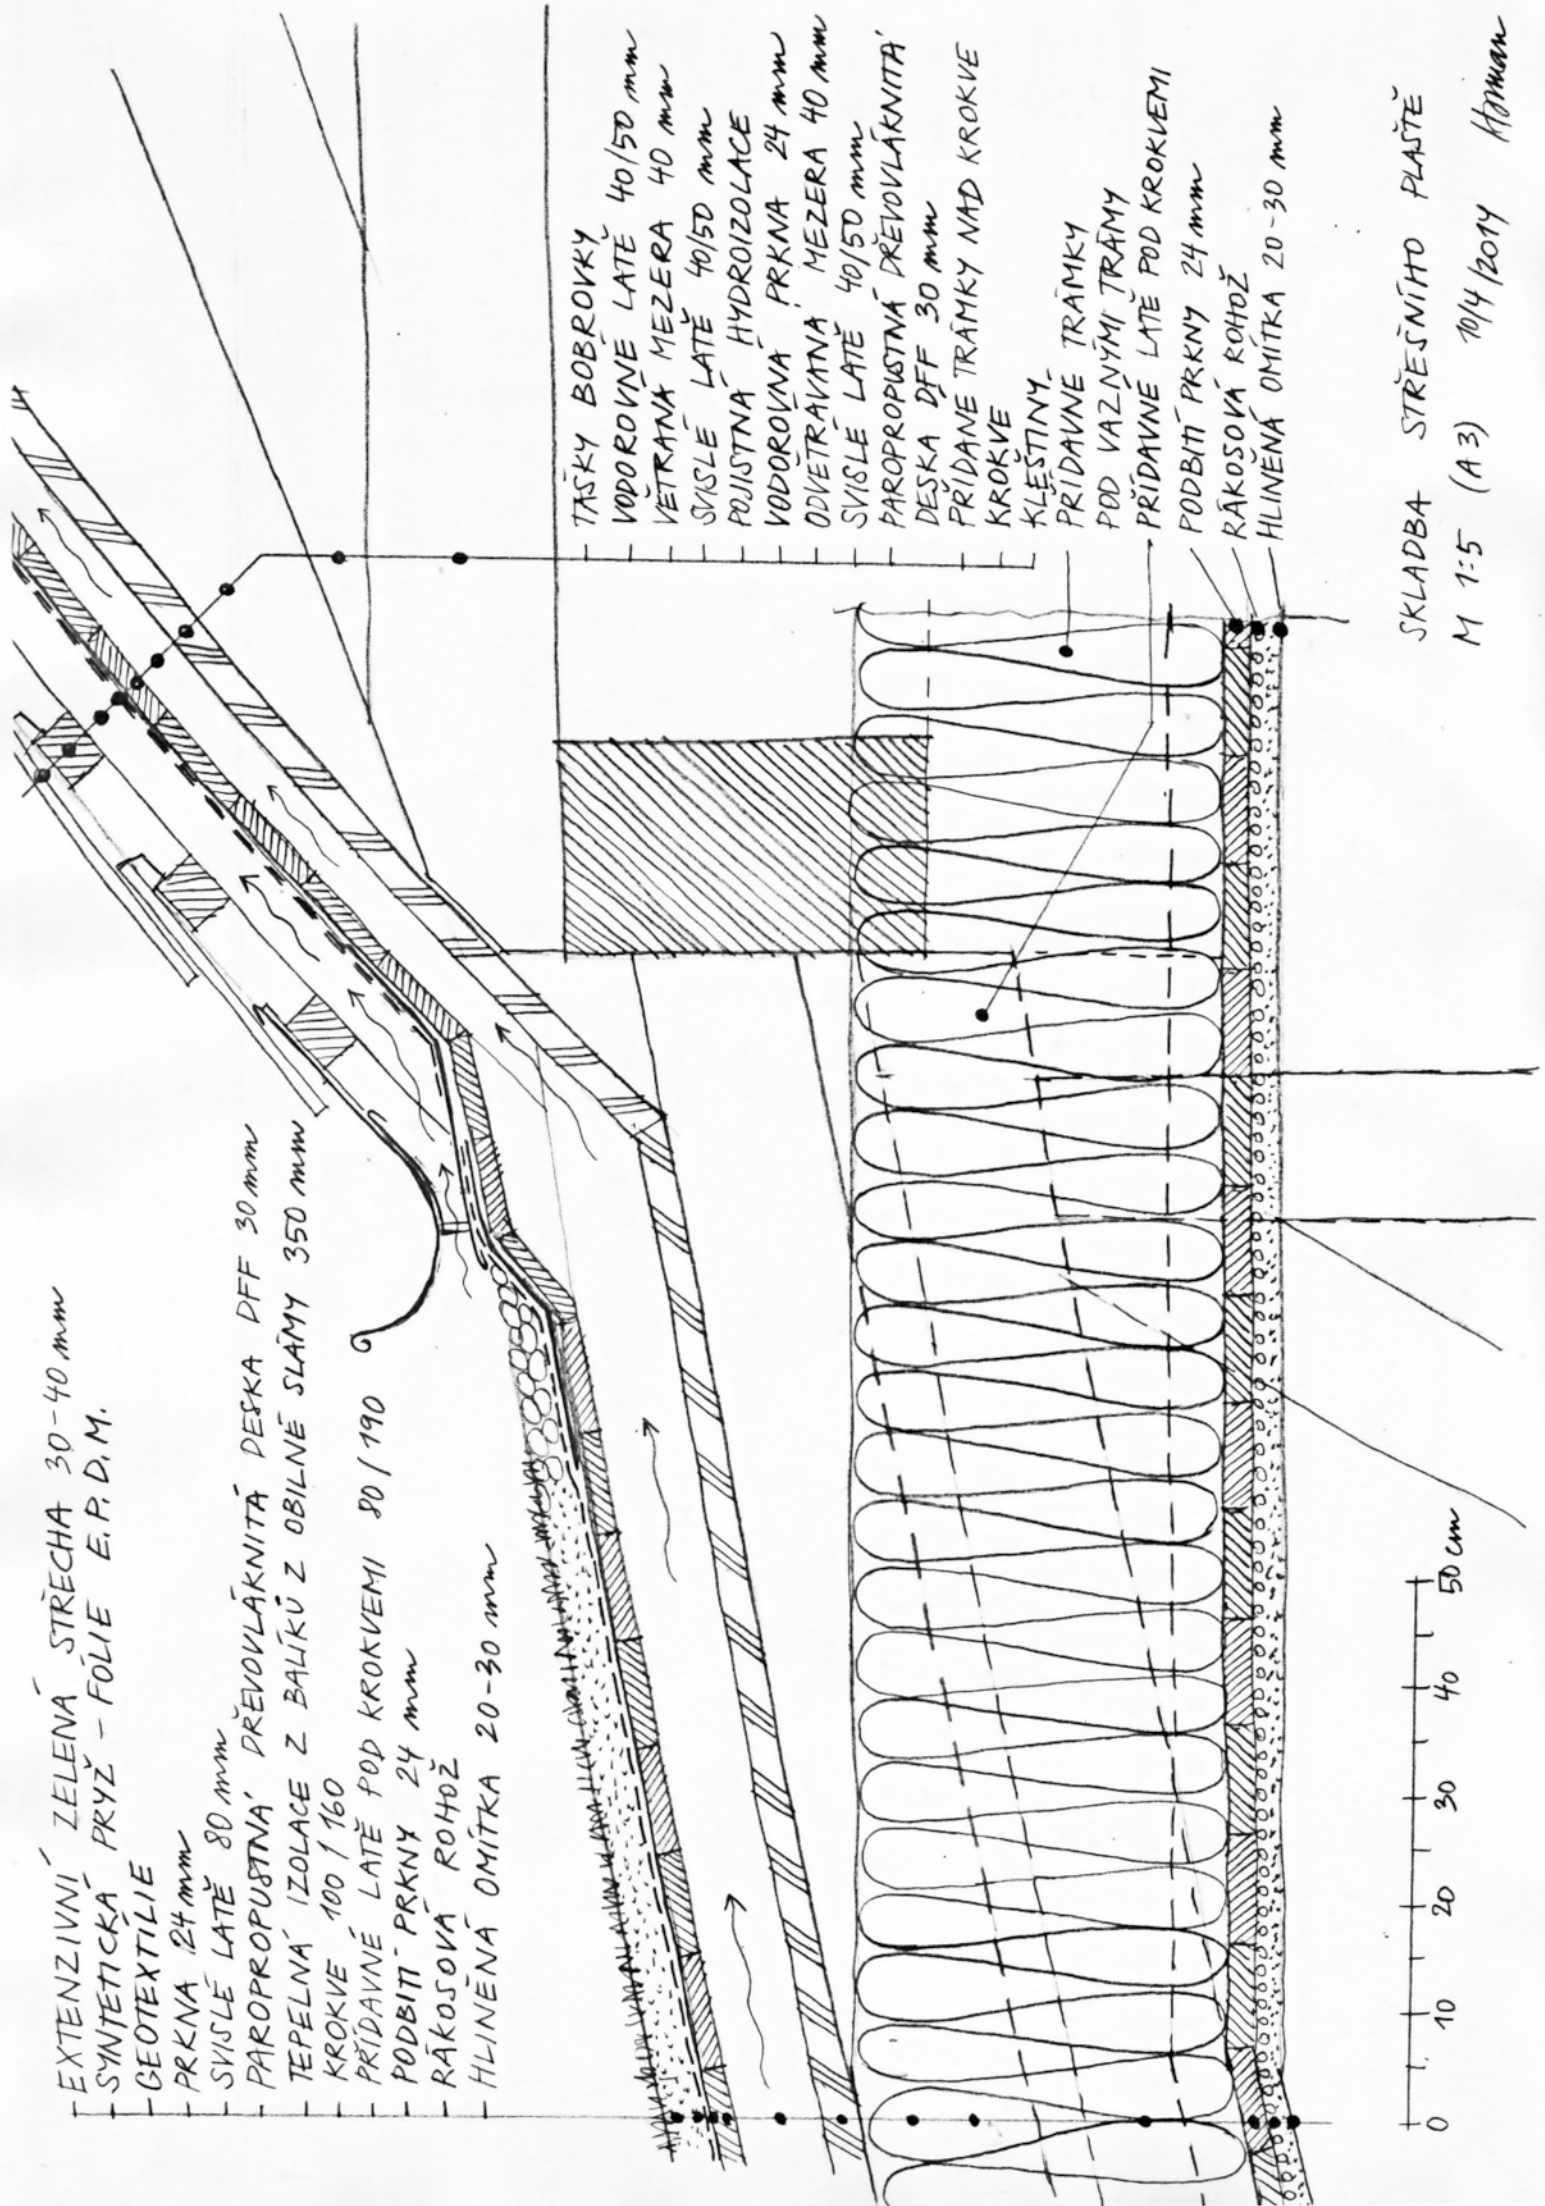 EXTENZIVNÍ ZELENÁ STŘECHA 30-40 mm
SYNTETICKÁ PRYŽ - FÓLIE E.P.D.M.
GEOTEXTÍLIE
PRKNA 24 mm
SVISLÉ LATĚ 80 mm
PAROPROPUSTNÁ DŘEVOVLÁKNITÁ DESKA DFF 30 mm
TEPELNÁ IZOLACE Z BALÍKŮ Z OBILNÉ SLÁMY 350 mm
KROKVE 100/160
PŘÍDAVNÉ LATĚ POD KROKVEMI 80/190
PODBITÍ PRKNY 24 mm
RÁKOSOVÁ ROHOŽ
HLINĚNÁ OMÍTKA 20-30 mm
TAŠKY BOBROVKY
VODOROVNÉ LATĚ 40/50 mm
VĚTRANÁ MEZERA 40 mm
SVISLÉ LATĚ 40/50 mm
POJISTNÁ HYDROIZOLACE
VODOROVNÁ PRKNA 24 mm
ODVĚTRÁVANÁ MEZERA 40 mm
SVISLÉ LATĚ 40/50 mm
PAROPROPUSTNÁ DŘEVOVLÁKNITÁ
DESKA DFF 30 mm
PŘIDANÉ TRÁMKY NAD KROKVE
KROKVE
KLEŠTINY
PŘÍDAVNÉ TRÁMKY
POD VAZNÝMI TRÁMY
PŘÍDAVNÉ LATĚ POD KROKVEMI
PODBITÍ PRKNY 24 mm
RÁKOSOVÁ ROHOŽ
HLINĚNÁ OMÍTKA 20-30 mm
0 10 20 30 40 50 cm
SKLADBA STŘEŠNÍHO PLÁŠTĚ
M 1:5 (A3) 10/4/2014